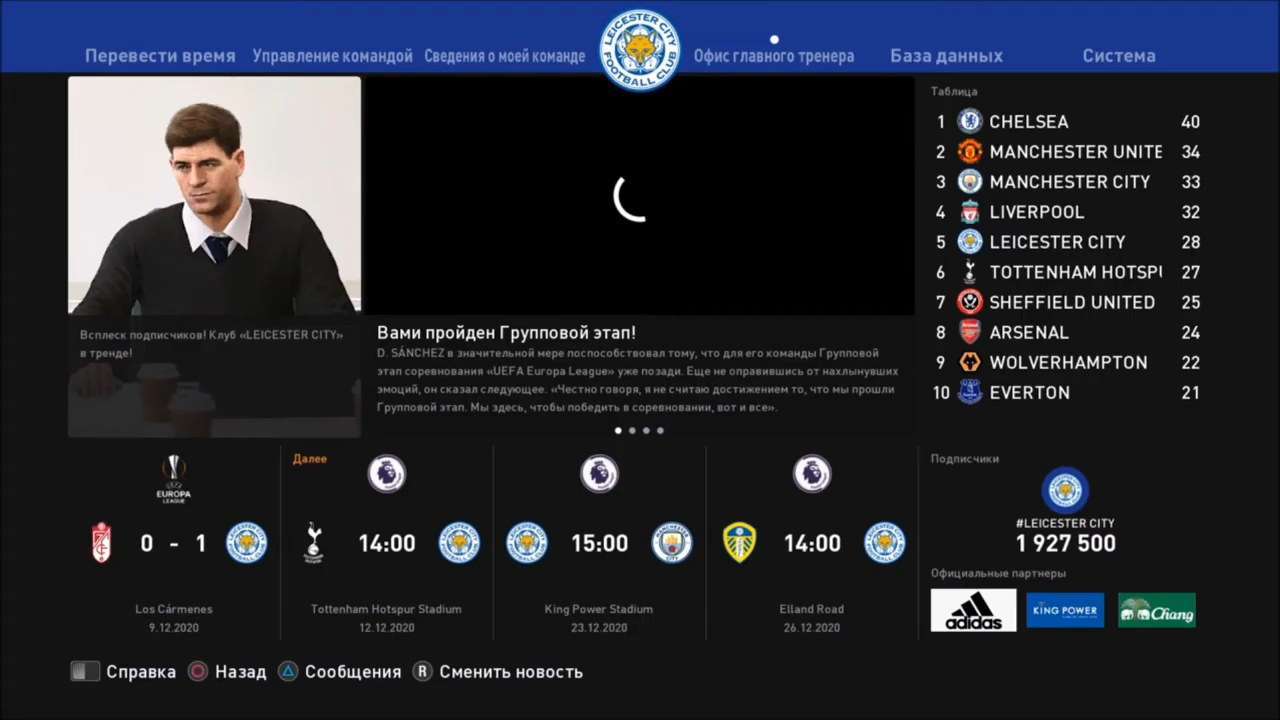 Перевести время
Управление командой
Сведения о моей команде
LEICESTER CITY
FOOTBALL CLUB
Офис главного тренера
База данных
Система
Всплеск подписчиков! Клуб «LEICESTER CITY»
в тренде!
Вами пройден Групповой этап!
D. SÁNCHEZ в значительной мере поспособствовал тому, что для его команды Групповой
этап соревнования «UEFA Europa League» уже позади. Еще не оправившись от нахлынувших
эмоций, он сказал следующее. «Честно говоря, я не считаю достижением то, что мы прошли
Групповой этап. Мы здесь, чтобы победить в соревновании, вот и все».
Таблица
1 CHELSEA 40
2 MANCHESTER UNITE 34
3 MANCHESTER CITY 33
4 LIVERPOOL 32
5 LEICESTER CITY 28
6 TOTTENHAM HOTSPU 27
7 SHEFFIELD UNITED 25
8 ARSENAL 24
9 WOLVERHAMPTON 22
10 EVERTON 21
EUROPA
LEAGUE
0 - 1
Los Cármenes
9.12.2020
Далее
14:00
Tottenham Hotspur Stadium
12.12.2020
15:00
King Power Stadium
23.12.2020
14:00
Elland Road
26.12.2020
Подписчики
#LEICESTER CITY
1 927 500
Официальные партнеры
adidas
KING POWER
Chang
Справка
Назад
Сообщения
R Сменить новость